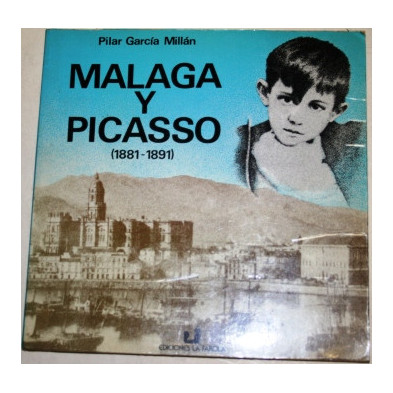 Pilar García Millán
MALAGA
Y
PICASSO
(1881-1891)
EDICIONES LA FAROLA